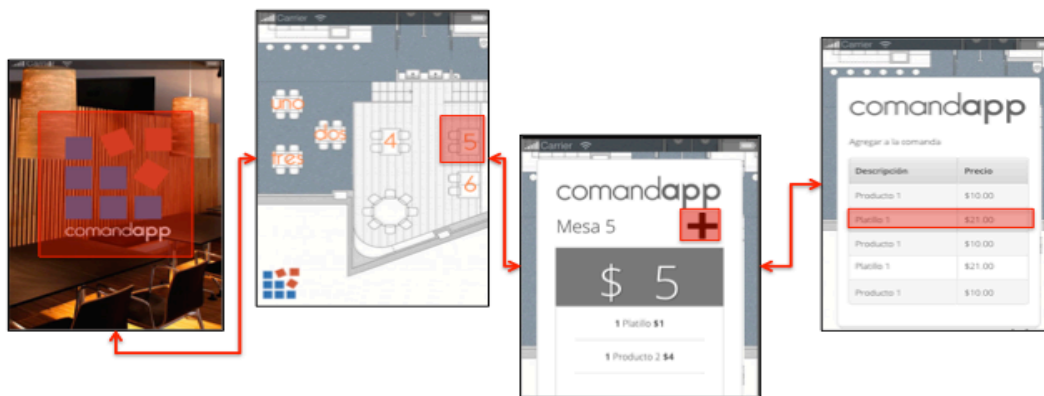 Carrier
comandapp
Carrier
uno
dos
tres
4
5
6
Carrier
comandapp
Mesa 5
+
$ 5
1 Platillo $1
1 Producto 2 $4
Carrier
comandapp
Agregar a la comanda
Descripción Precio
Producto 1 $10.00
Platillo 1 $21.00
Producto 1 $10.00
Platillo 1 $21.00
Producto 1 $10.00